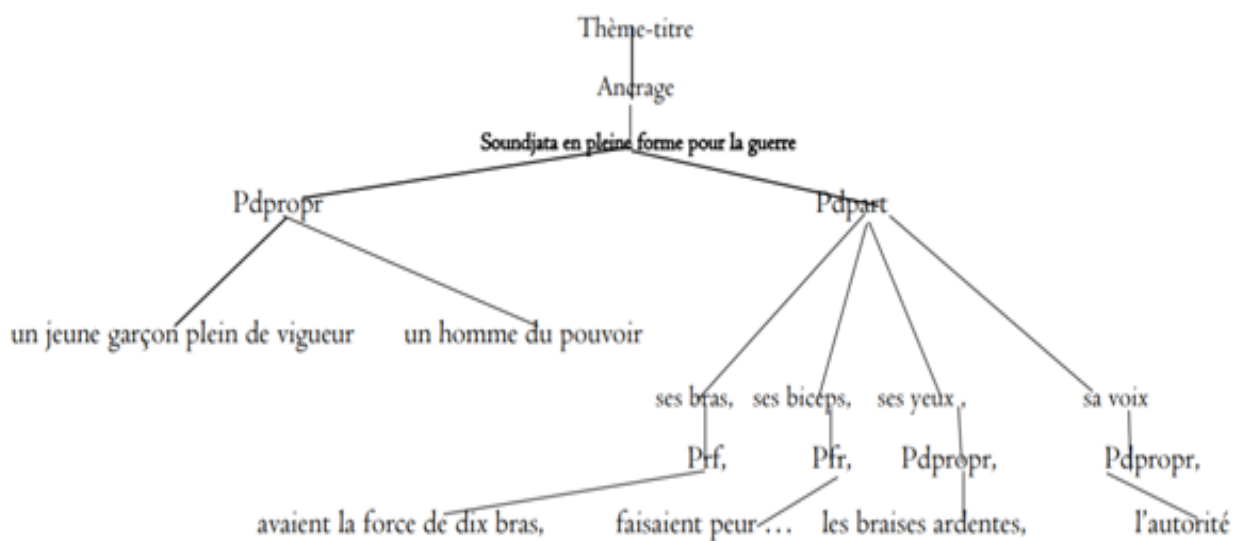 Thème-titre
Ancrage
Soundjata en pleine forme pour la guerre
Pdpropr Pdpart
un jeune garçon plein de vigueur un homme du pouvoir
ses bras, ses biceps, ses yeux , sa voix
Prf, Pfr, Pdpropr, Pdpropr,
avaient la force de dix bras, faisaient peur … les braises ardentes, l'autorité